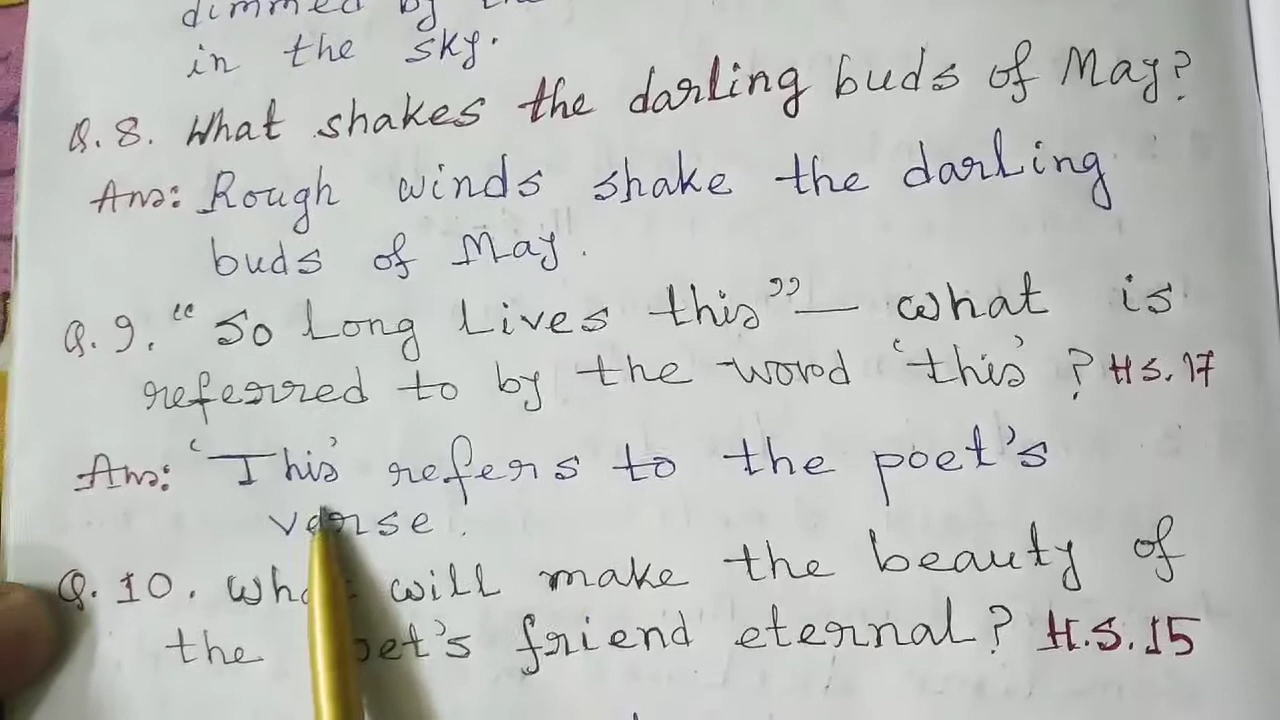 dimmed by
in the sky.
Q.8. What shakes the darling buds of May?
Ans: Rough winds shake the darling
buds of May.
Q.9. "So Long Lives this" — what is
referred to by the word 'this'? H.S.17
Ans: 'This' refers to the poet's
verse.
Q.10. will make the beauty of
the friend eternal? H.S.15